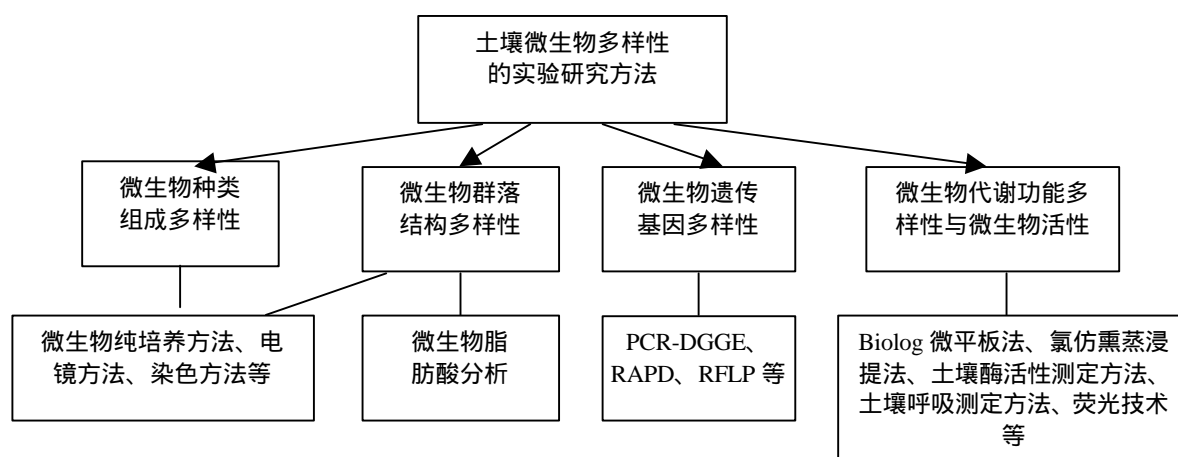 土壤微生物多样性
的实验研究方法
微生物种类
组成多样性
微生物群落
结构多样性
微生物遗传
基因多样性
微生物代谢功能多
样性与微生物活性
微生物纯培养方法、电
镜方法、染色方法等
微生物脂
肪酸分析
PCR-DGGE、
RAPD、RFLP 等
Biolog 微平板法、氯仿熏蒸浸
提法、土壤酶活性测定方法、
土壤呼吸测定方法、荧光技术
等